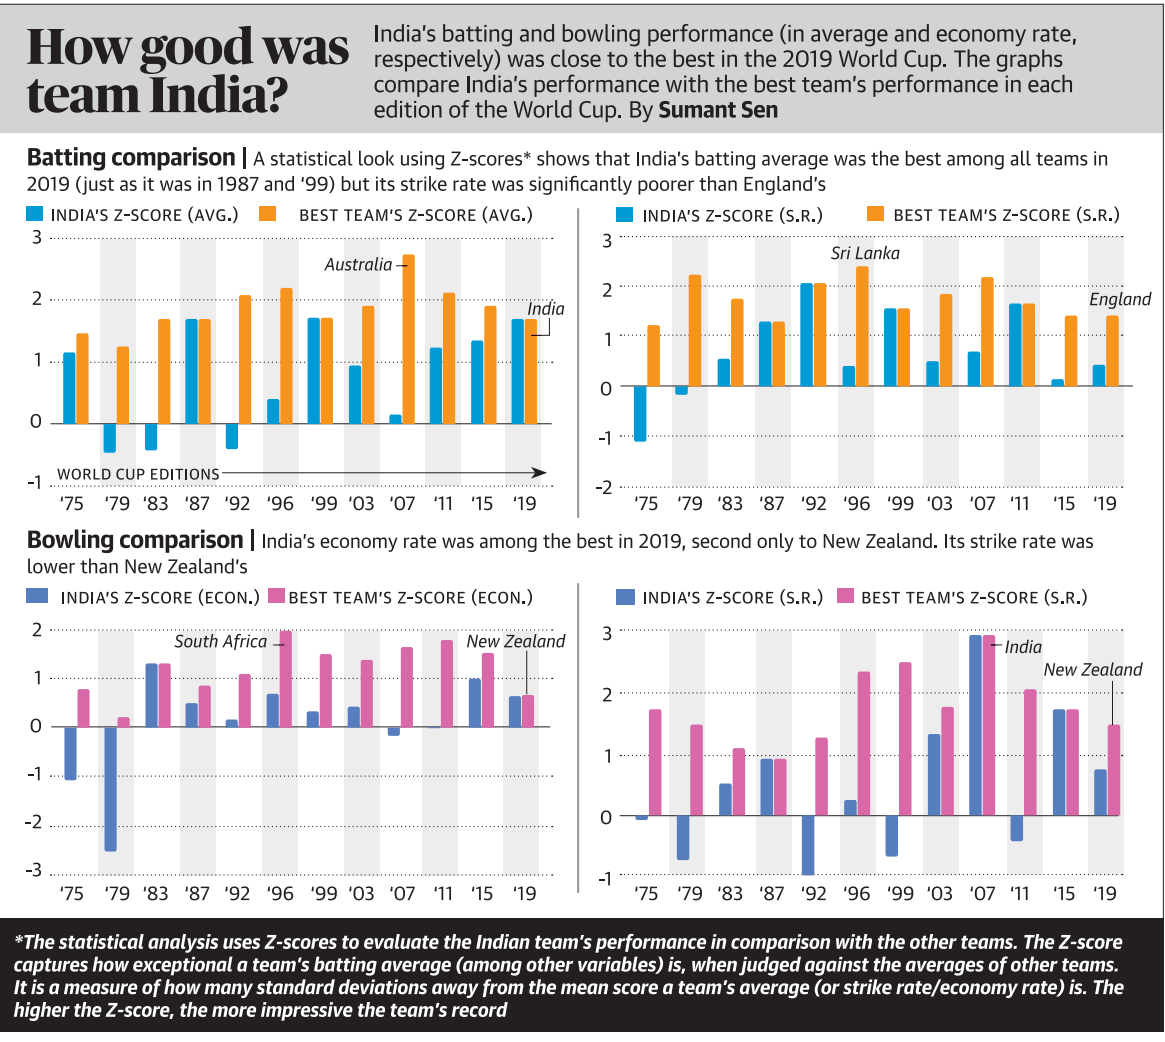 How good was
team India?
India's batting and bowling performance (in average and economy rate,
respectively) was close to the best in the 2019 World Cup. The graphs
compare India's performance with the best team's performance in each
edition of the World Cup. By Sumant Sen
Batting comparison | A statistical look using Z-scores* shows that India's batting average was the best among all teams in
2019 (just as it was in 1987 and '99) but its strike rate was significantly poorer than England's
INDIA'S Z-SCORE (AVG.) BEST TEAM'S Z-SCORE (AVG.)
3
2
1
0
-1
Australia
India
WORLD CUP EDITIONS
'75 '79 '83 '87 '92 '96 '99 '03 '07 '11 '15 '19
INDIA'S Z-SCORE (S.R.) BEST TEAM'S Z-SCORE (S.R.)
3
2
1
0
-1
-2
Sri Lanka
England
'75 '79 '83 '87 '92 '96 '99 '03 '07 '11 '15 '19
Bowling comparison | India's economy rate was among the best in 2019, second only to New Zealand. Its strike rate was
lower than New Zealand's
INDIA'S Z-SCORE (ECON.) BEST TEAM'S Z-SCORE (ECON.)
2
1
0
-1
-2
-3
South Africa
New Zealand
'75 '79 '83 '87 '92 '96 '99 '03 '07 '11 '15 '19
INDIA'S Z-SCORE (S.R.) BEST TEAM'S Z-SCORE (S.R.)
3
2
1
0
-1
India
New Zealand
'75 '79 '83 '87 '92 '96 '99 '03 '07 '11 '15 '19
*The statistical analysis uses Z-scores to evaluate the Indian team's performance in comparison with the other teams. The Z-score
captures how exceptional a team's batting average (among other variables) is, when judged against the averages of other teams.
It is a measure of how many standard deviations away from the mean score a team's average (or strike rate/economy rate) is. The
higher the Z-score, the more impressive the team's record